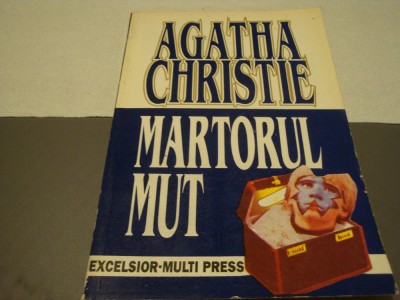 AGATHA
CHRISTIE
MARTORUL
MUT
EXCELSIOR-MULTI PRESS